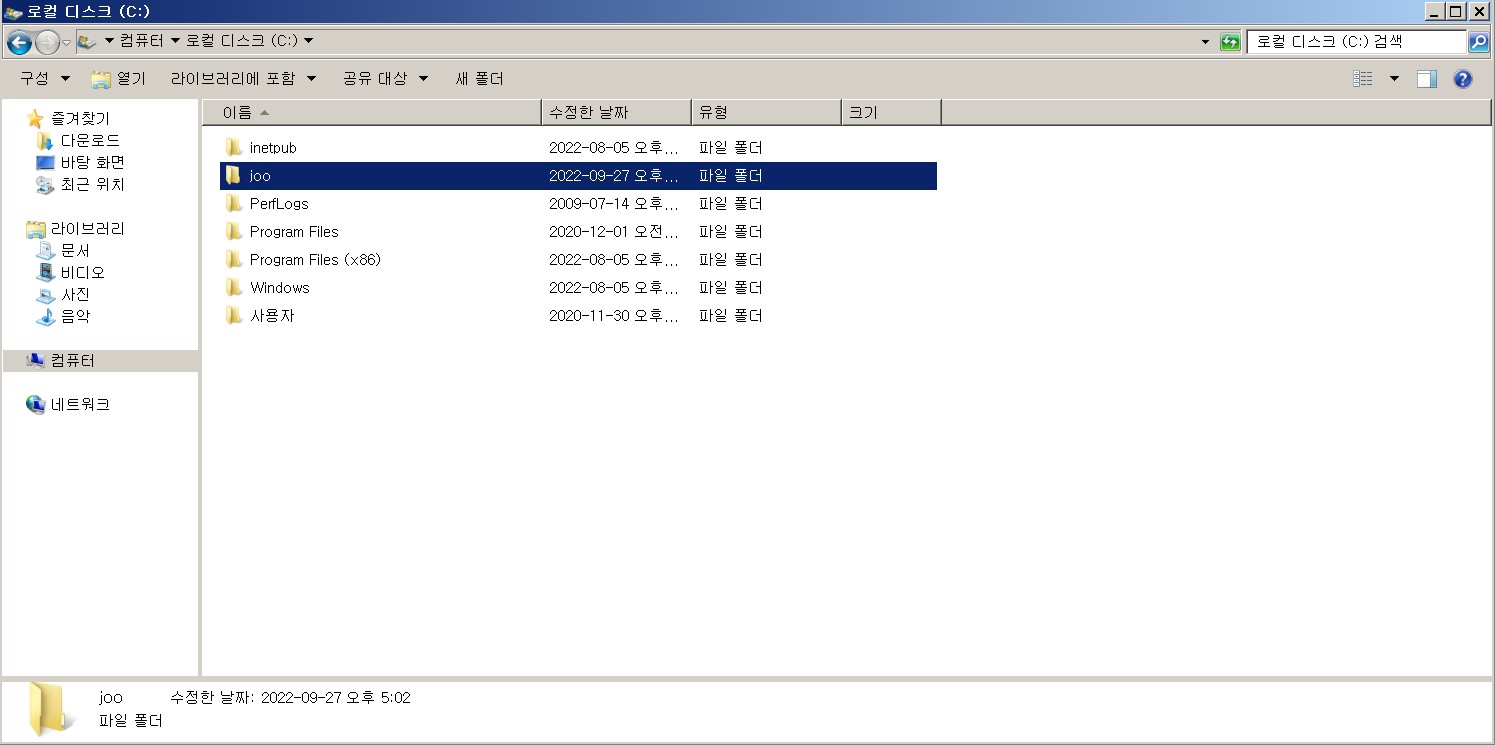 로컬 디스크 (C:)
컴퓨터 로컬 디스크 (C:) 로컬 디스크 (C:) 검색
구성 열기 라이브러리에 포함 공유 대상 새 폴더
이름 수정한 날짜 유형 크기
즐겨찾기
다운로드
바탕 화면
최근 위치
라이브러리
문서
비디오
사진
음악
컴퓨터
네트워크
inetpub 2022-08-05 오후... 파일 폴더
joo 2022-09-27 오후... 파일 폴더
PerfLogs 2009-07-14 오후... 파일 폴더
Program Files 2020-12-01 오전... 파일 폴더
Program Files (x86) 2022-08-05 오후... 파일 폴더
Windows 2022-08-05 오후... 파일 폴더
사용자 2020-11-30 오후... 파일 폴더
joo 수정한 날짜: 2022-09-27 오후 5:02
파일 폴더